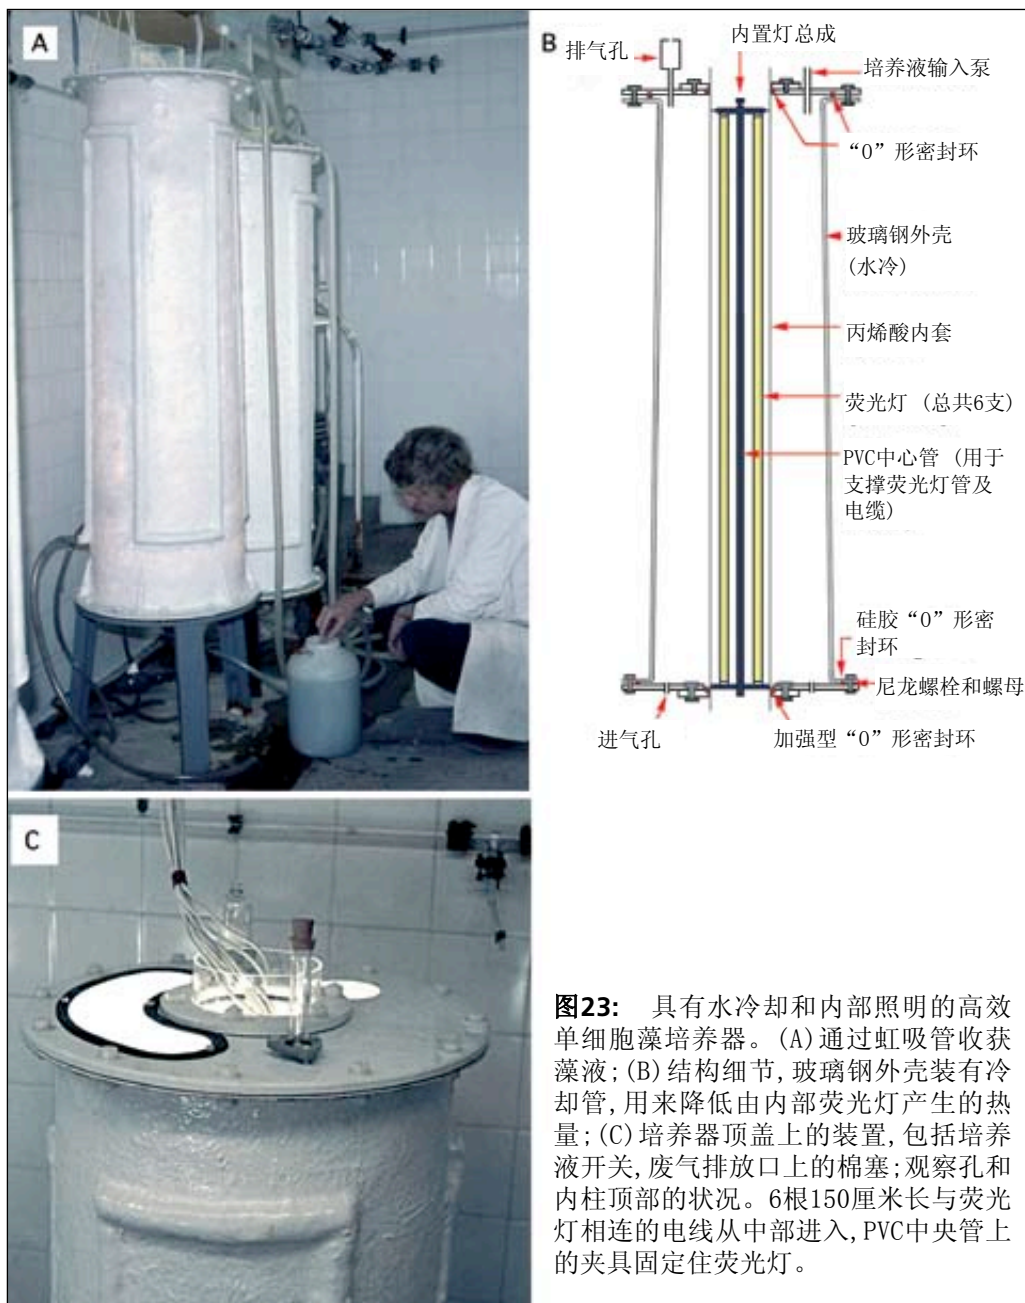 A
B
内置灯总成
排气孔
培养液输入泵
“O”形密封环
玻璃钢外壳
(水冷)
丙烯酸内套
荧光灯 (总共6支)
PVC中心管 (用于
支撑荧光灯管及
电缆)
硅胶“O”形密
封环
尼龙螺栓和螺母
进气孔
加强型“O”形密封环
C
图23: 具有水冷却和内部照明的高效
单细胞藻培养器。(A)通过虹吸管收获
藻液;(B)结构细节,玻璃钢外壳装有冷
却管,用来降低由内部荧光灯产生的热
量;(C)培养器顶盖上的装置,包括培养
液开关,废气排放口上的棉塞;观察孔和
内柱顶部的状况。6根150厘米长与荧光
灯相连的电线从中部进入,PVC中央管上
的夹具固定住荧光灯。